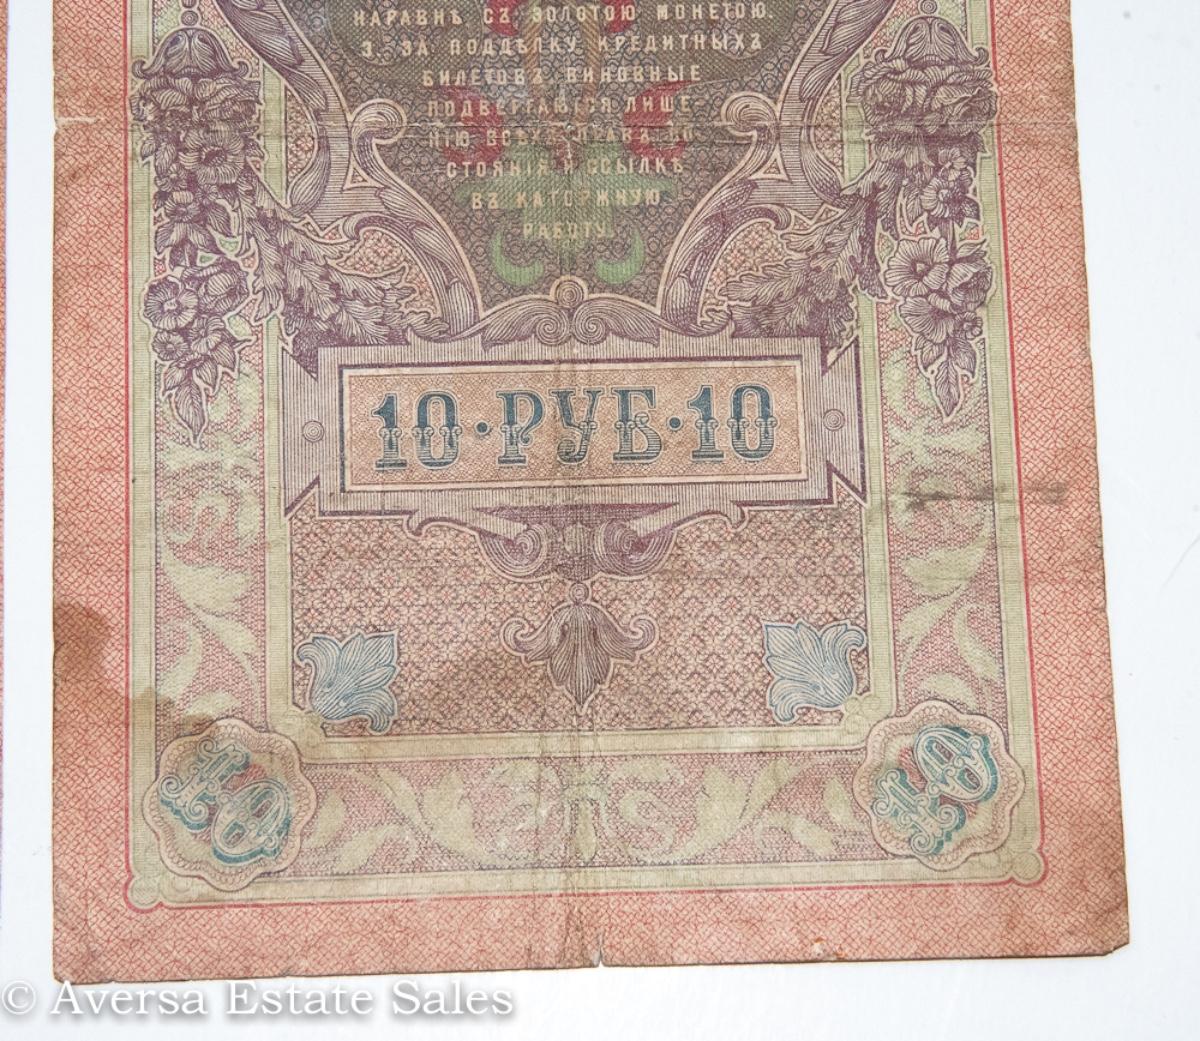 НАРАВНѢ СЪ ЗОЛОТОЮ МОНЕТОЮ.
3. ЗА ПОДДѢЛКУ КРЕДИТНЫХЪ
БИЛЕТОВЪ ВИНОВНЫЕ
ПОДВЕРГАЮТСЯ ЛИШЕ-
НІЮ ВСѢХЪ ПРАВЪ СО-
СТОЯНІЯ И ССЫЛКѢ
ВЪ КАТОРЖНУЮ
РАБОТУ.
10·РУБ·10
10
10
© Aversa Estate Sales